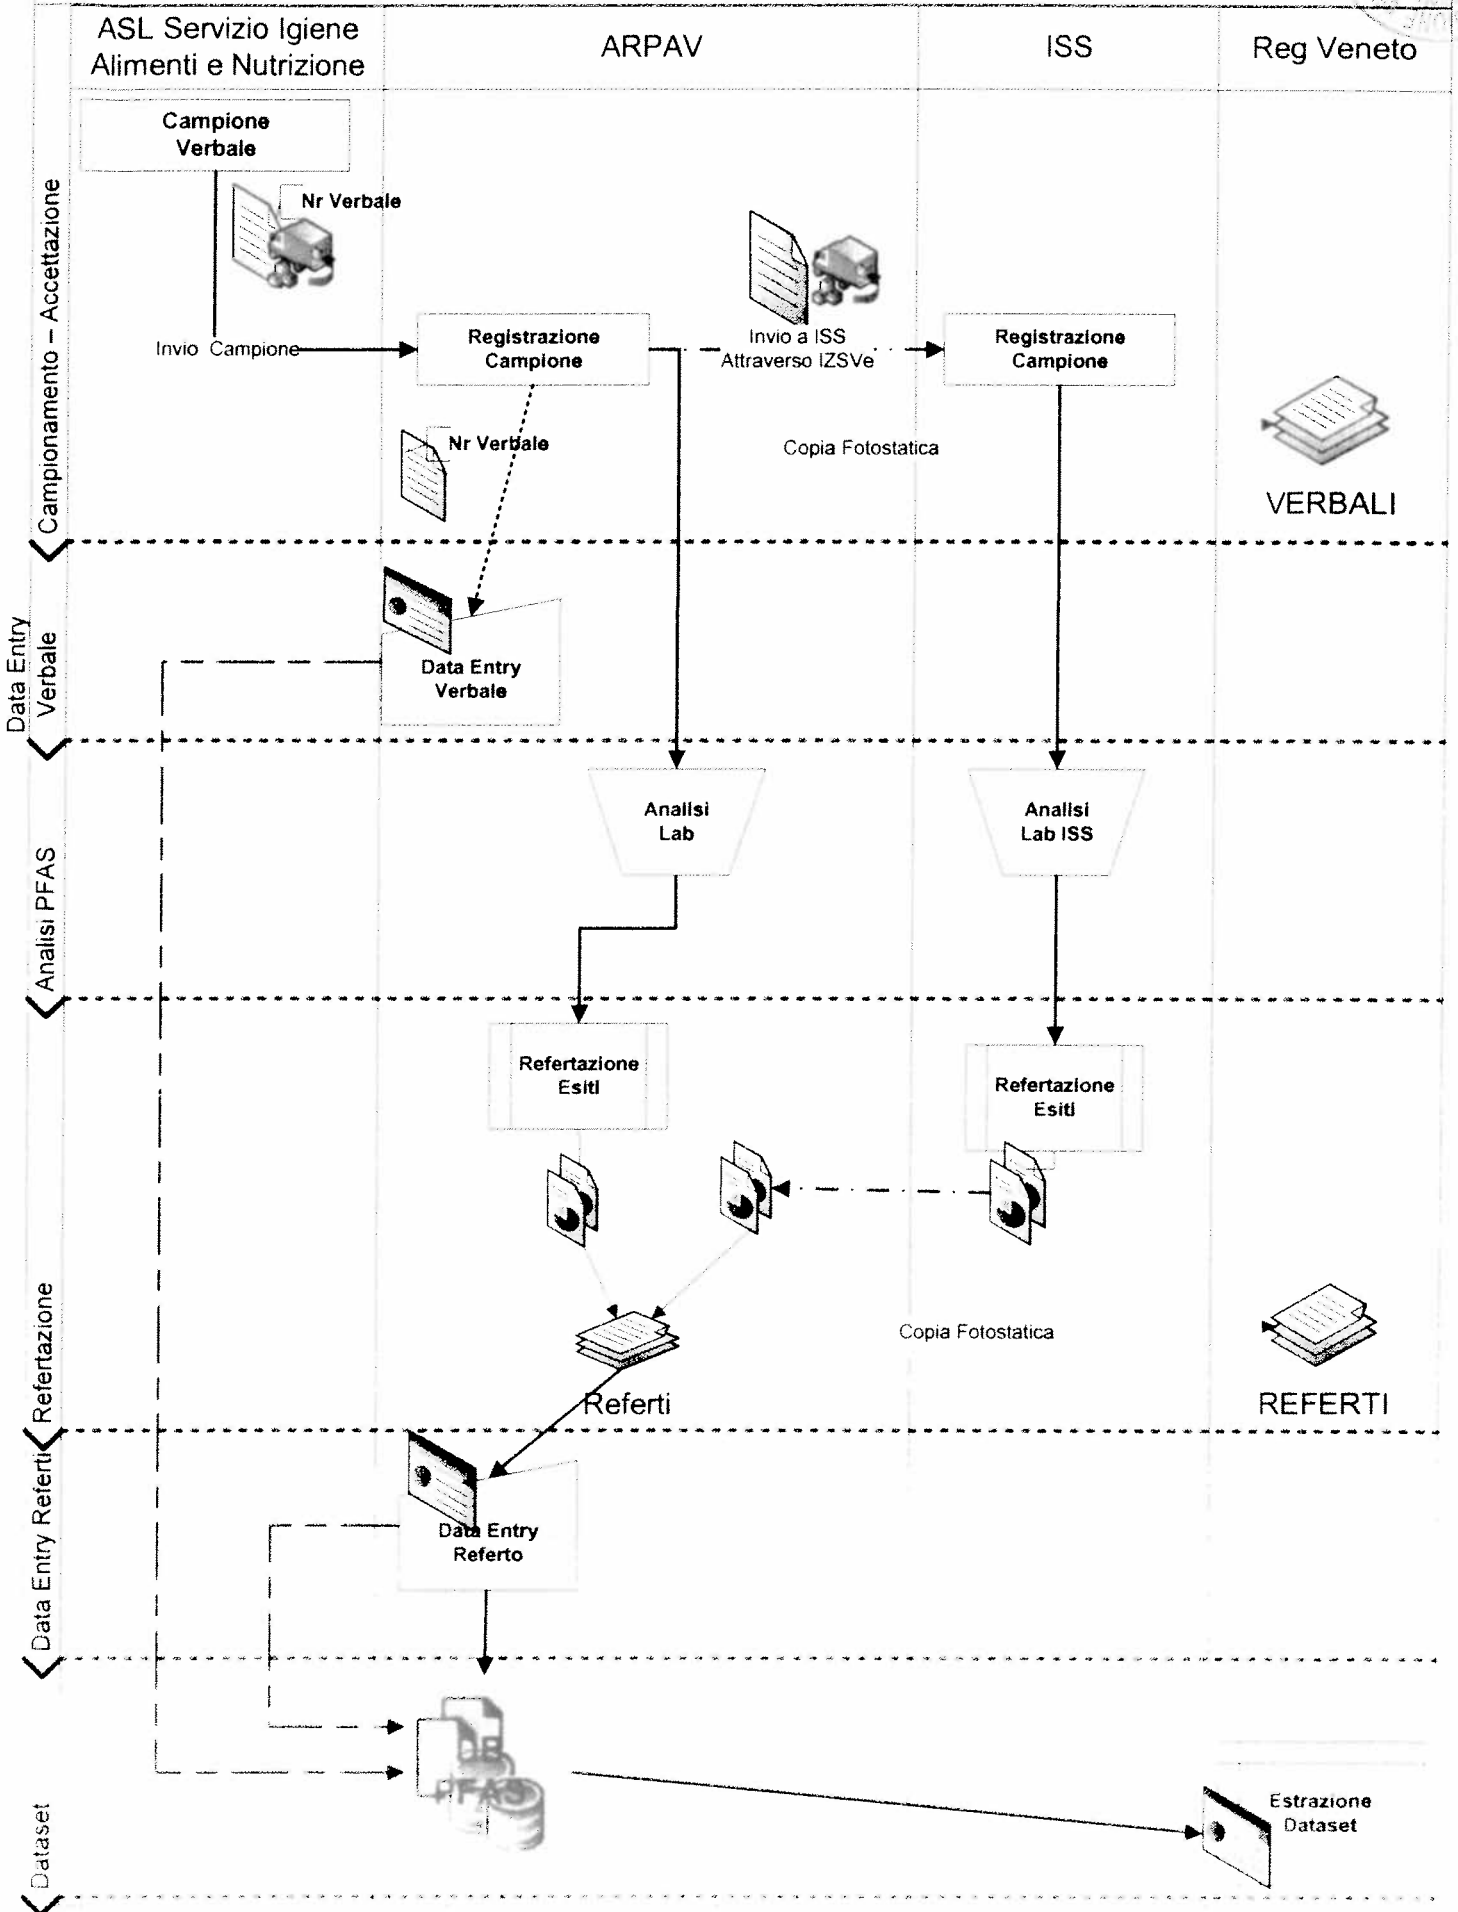 ASL Servizio Igiene
Alimenti e Nutrizione
ARPAV
ISS
Reg Veneto
Campionamento – Accettazione
Campione
Verbale
Nr Verbale
Invio Campione
Registrazione
Campione
Invio a ISS
Attraverso IZSVe
Registrazione
Campione
Nr Verbale
Copia Fotostatica
VERBALI
Data Entry
Verbale
Data Entry
Verbale
Analisi PFAS
Analisi
Lab
Analisi
Lab ISS
Refertazione
Refertazione
Esiti
Refertazione
Esiti
Copia Fotostatica
Referti
REFERTI
Data Entry Referti
Data Entry
Referto
Dataset
DB
PFAS
Estrazione
Dataset